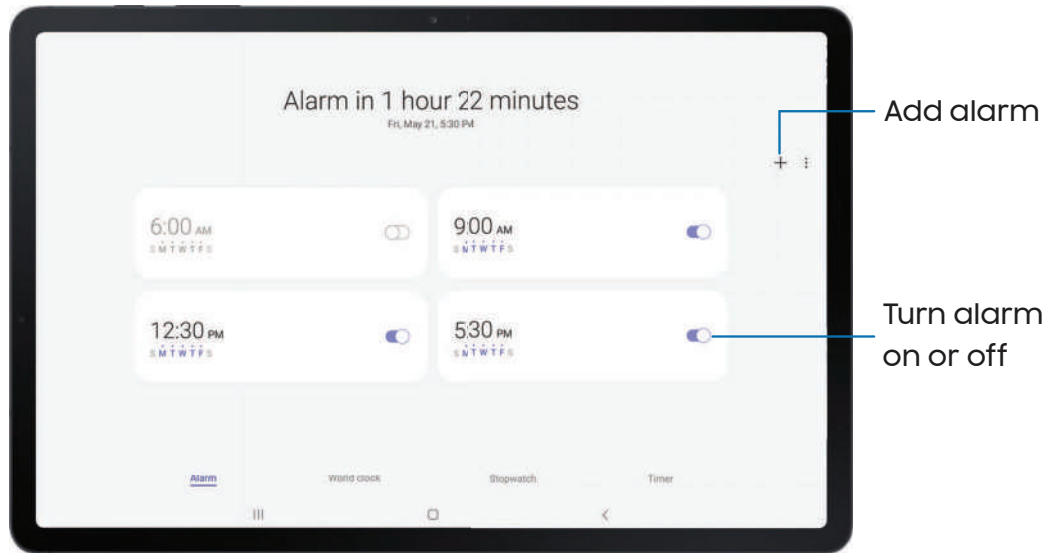 Alarm in 1 hour 22 minutes
Fri, May 21, 5:30 PM
Add alarm
6:00 AM
S M T W T F S
9:00 AM
S M T W T F S
12:30 PM
S M T W T F S
5:30 PM
S M T W T F S
Turn alarm
on or off
Alarm
World clock
Stopwatch
Timer